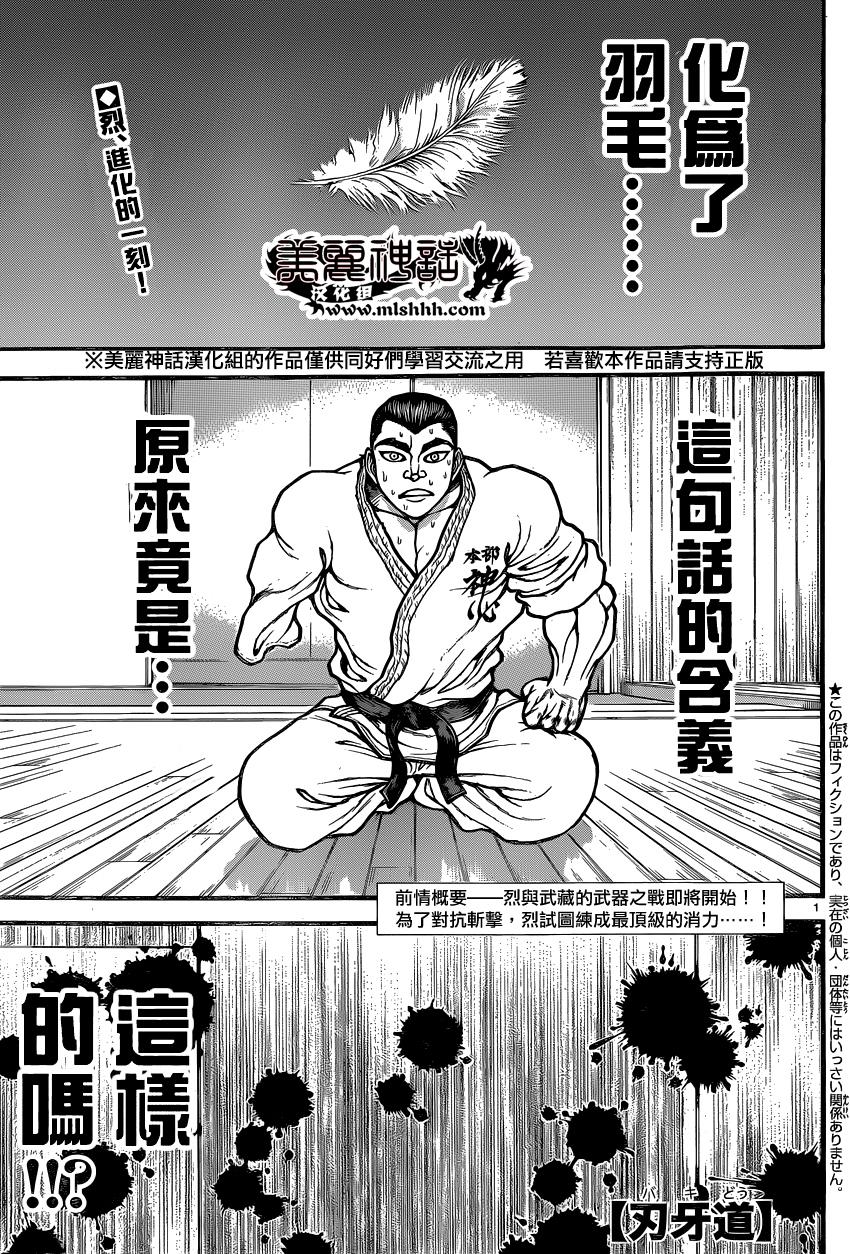 化爲了
羽毛……
◆烈、進化的一刻！
美麗神話
汉化组
www.mlshhh.com
※美麗神話漢化組的作品僅供同好們學習交流之用　若喜歡本作品請支持正版
這句話的含義
原來竟是…
本部
神心
前情概要——烈與武藏的武器之戰即將開始！！
為了對抗斬擊，烈試圖練成最頂級的消力……！
1
★この作品はフィクションであり、実在の個人・団体等にはいっさい関係ありません。
這樣
的嗎!!?
バキどう
【刃牙道】